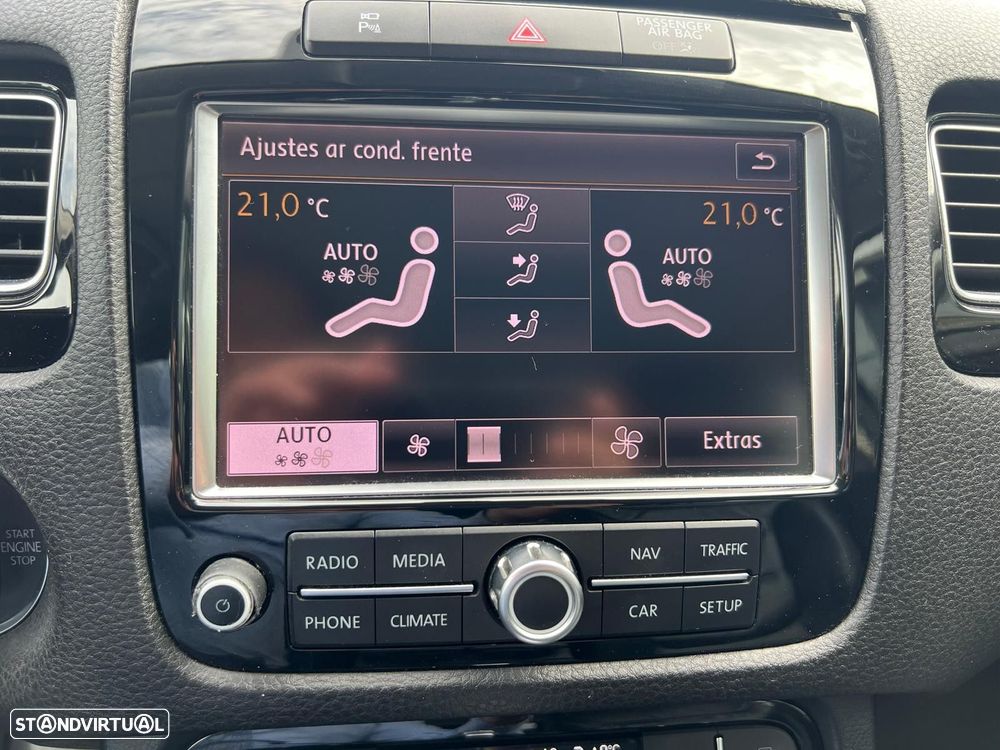 PASSENGER
AIR BAG
OFF
Ajustes ar cond. frente
21,0 °C
21,0 °C
AUTO
AUTO
AUTO
Extras
START
ENGINE
STOP
RADIO
MEDIA
NAV
TRAFFIC
PHONE
CLIMATE
CAR
SETUP
STANDVIRTUAL